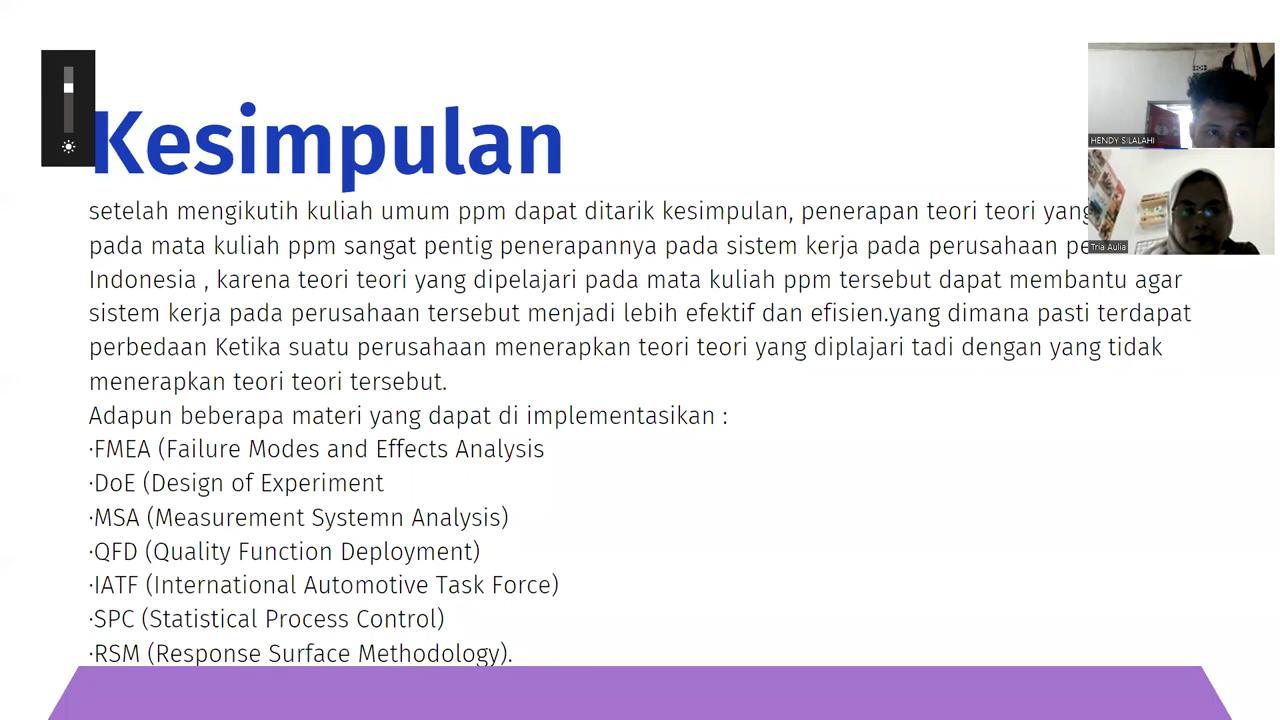 Kesimpulan
setelah mengikutih kuliah umum ppm dapat ditarik kesimpulan, penerapan teori teori yang
pada mata kuliah ppm sangat pentig penerapannya pada sistem kerja pada perusahaan pe
Indonesia , karena teori teori yang dipelajari pada mata kuliah ppm tersebut dapat membantu agar
sistem kerja pada perusahaan tersebut menjadi lebih efektif dan efisien.yang dimana pasti terdapat
perbedaan Ketika suatu perusahaan menerapkan teori teori yang diplajari tadi dengan yang tidak
menerapkan teori teori tersebut.
Adapun beberapa materi yang dapat di implementasikan :
·FMEA (Failure Modes and Effects Analysis
·DoE (Design of Experiment
·MSA (Measurement Systemn Analysis)
·QFD (Quality Function Deployment)
·IATF (International Automotive Task Force)
·SPC (Statistical Process Control)
·RSM (Response Surface Methodology).
HENDY SILALAHI
Tria Aulia